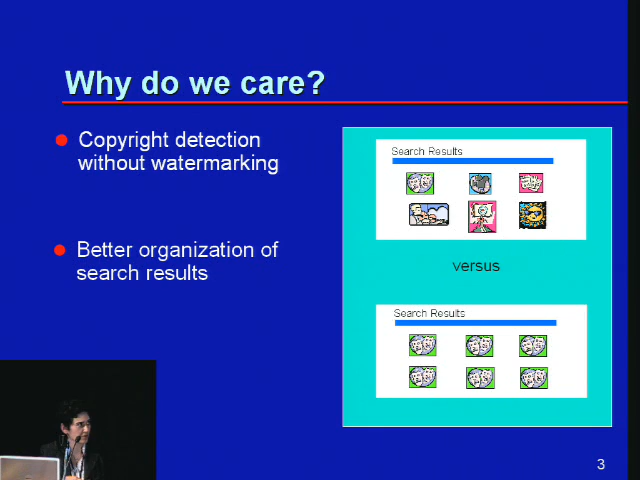 Why do we care?
Copyright detection
without watermarking
Better organization of
search results
Search Results
versus
Search Results
3